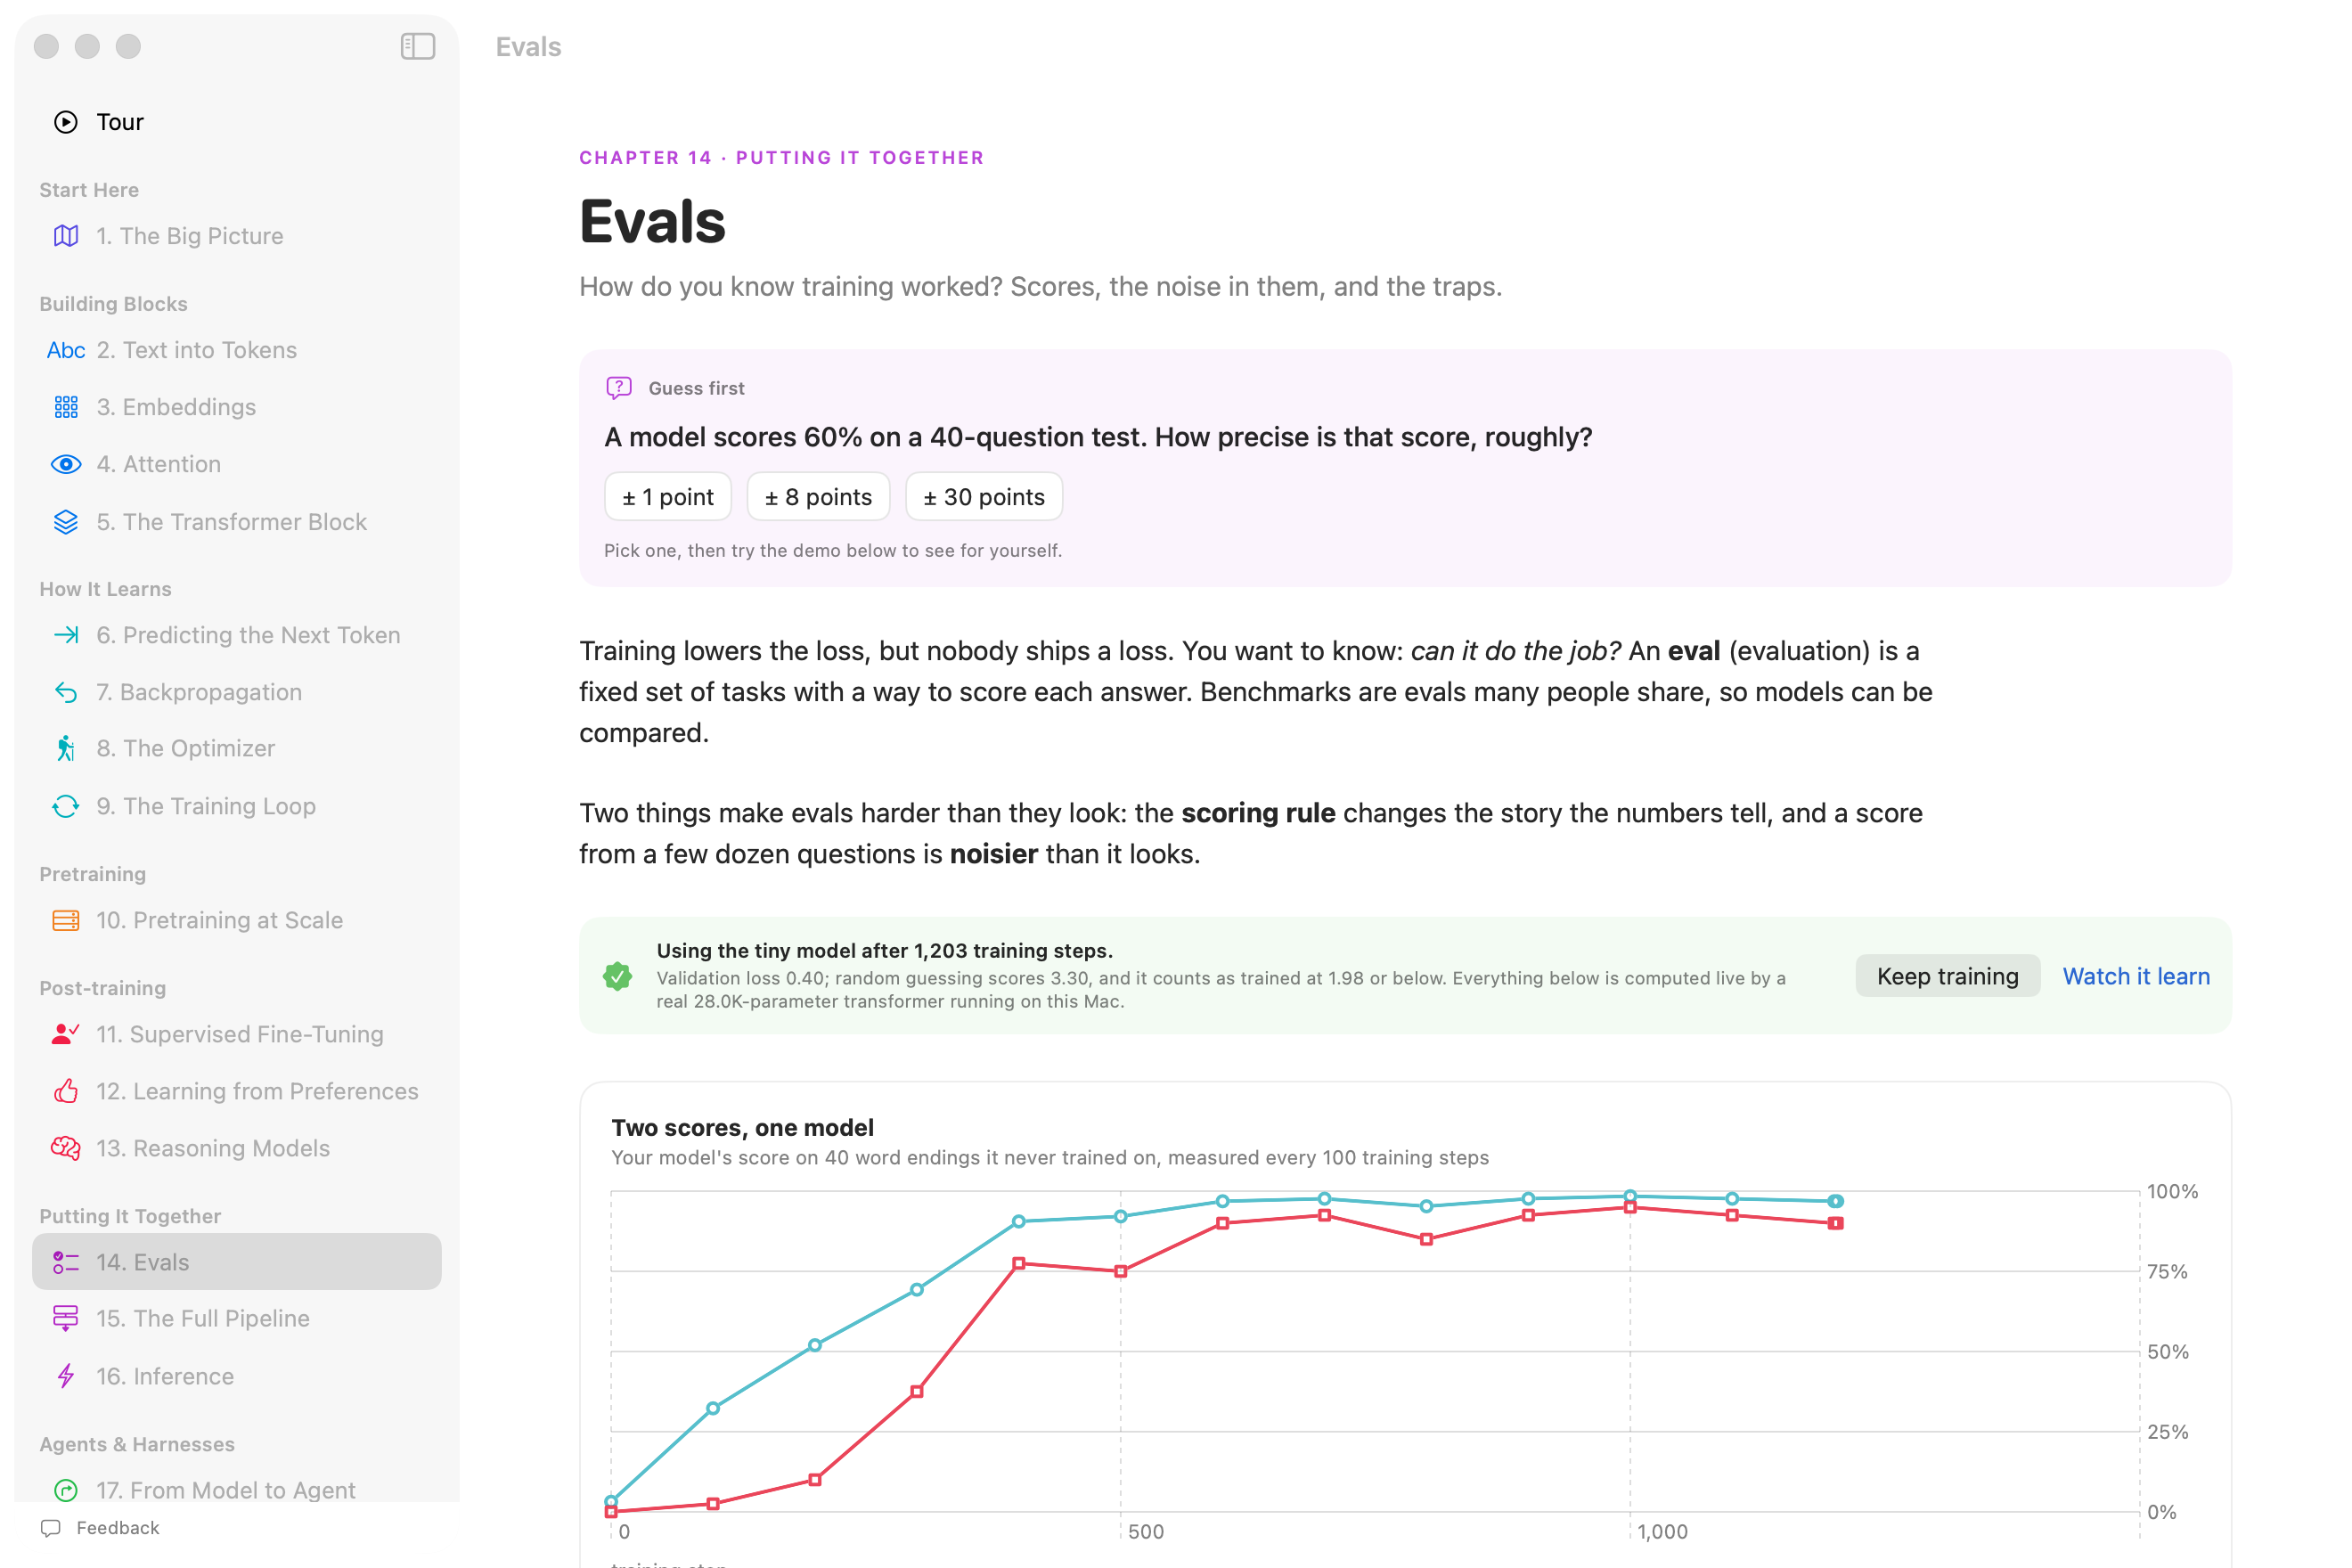 Evals
Tour
Start Here
1. The Big Picture
Building Blocks
Abc 2. Text into Tokens
3. Embeddings
4. Attention
5. The Transformer Block
How It Learns
6. Predicting the Next Token
7. Backpropagation
8. The Optimizer
9. The Training Loop
Pretraining
10. Pretraining at Scale
Post-training
11. Supervised Fine-Tuning
12. Learning from Preferences
13. Reasoning Models
Putting It Together
14. Evals
15. The Full Pipeline
16. Inference
Agents & Harnesses
17. From Model to Agent
Feedback
CHAPTER 14 · PUTTING IT TOGETHER
Evals
How do you know training worked? Scores, the noise in them, and the traps.
Guess first
A model scores 60% on a 40-question test. How precise is that score, roughly?
± 1 point
± 8 points
± 30 points
Pick one, then try the demo below to see for yourself.
Training lowers the loss, but nobody ships a loss. You want to know: can it do the job? An eval (evaluation) is a
fixed set of tasks with a way to score each answer. Benchmarks are evals many people share, so models can be
compared.
Two things make evals harder than they look: the scoring rule changes the story the numbers tell, and a score
from a few dozen questions is noisier than it looks.
Using the tiny model after 1,203 training steps.
Validation loss 0.40; random guessing scores 3.30, and it counts as trained at 1.98 or below. Everything below is computed live by a
real 28.0K-parameter transformer running on this Mac.
Keep training
Watch it learn
Two scores, one model
Your model's score on 40 word endings it never trained on, measured every 100 training steps
100%
75%
50%
25%
0%
0
500
1,000